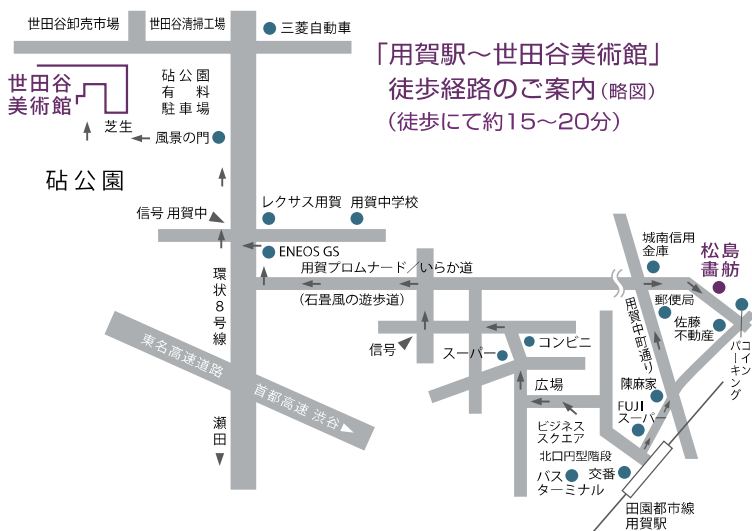 世田谷卸売市場
世田谷清掃工場
三菱自動車
「用賀駅～世田谷美術館」
徒歩経路のご案内（略図）
（徒歩にて約15～20分）
世田谷
美術館
砧公園
有料
駐車場
芝生
風景の門
砧公園
信号 用賀中
レクサス用賀
用賀中学校
ENEOS GS
用賀プロムナード／いらか道
（石畳風の遊歩道）
環状8号線
東名高速道路
首都高速 渋谷
瀬田
信号
スーパー
コンビニ
広場
ビジネス
スクエア
北口円型階段
バス
ターミナル
交番
城南信用
金庫
松島
畫舫
郵便局
佐藤
不動産
コイン
パーキング
用賀中町通り
陳麻家
FUJI
スーパー
田園都市線
用賀駅